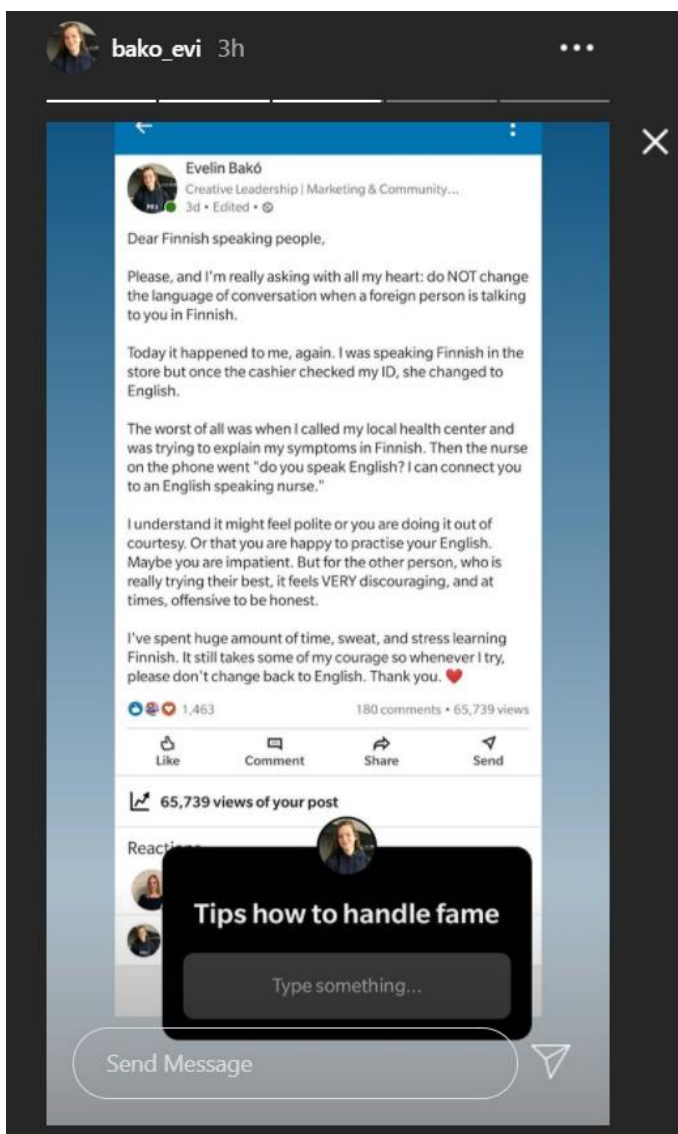 bako_evi 3h
Evelin Bakó
Creative Leadership | Marketing & Community...
3d • Edited •
Dear Finnish speaking people,
Please, and I'm really asking with all my heart: do NOT change
the language of conversation when a foreign person is talking
to you in Finnish.
Today it happened to me, again. I was speaking Finnish in the
store but once the cashier checked my ID, she changed to
English.
The worst of all was when I called my local health center and
was trying to explain my symptoms in Finnish. Then the nurse
on the phone went "do you speak English? I can connect you
to an English speaking nurse."
I understand it might feel polite or you are doing it out of
courtesy. Or that you are happy to practise your English.
Maybe you are impatient. But for the other person, who is
really trying their best, it feels VERY discouraging, and at
times, offensive to be honest.
I've spent huge amount of time, sweat, and stress learning
Finnish. It still takes some of my courage so whenever I try,
please don't change back to English. Thank you. ❤️
1,463 180 comments • 65,739 views
Like Comment Share Send
65,739 views of your post
Reactions
Tips how to handle fame
Type something...
Send Message